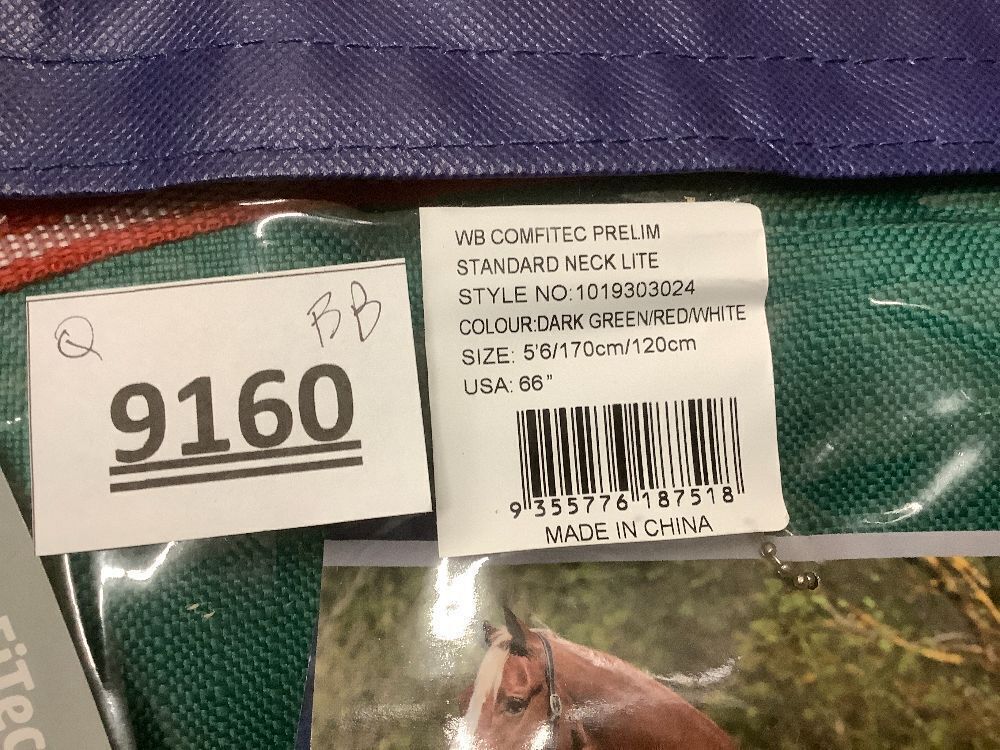 Q BB
9160
WB COMFITEC PRELIM
STANDARD NECK LITE
STYLE NO:1019303024
COLOUR:DARK GREEN/RED/WHITE
SIZE: 5'6/170cm/120cm
USA: 66"
9 355776 187518
MADE IN CHINA
FiTec